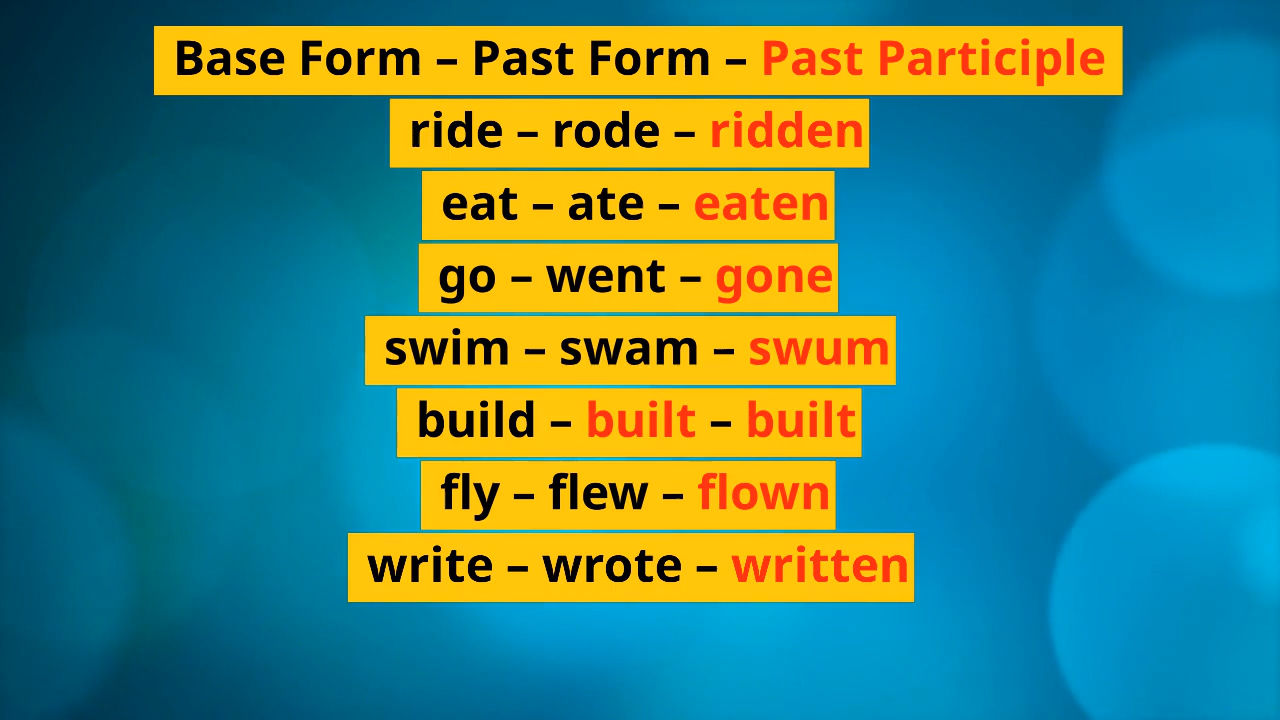 Base Form – Past Form – Past Participle
ride – rode – ridden
eat – ate – eaten
go – went – gone
swim – swam – swum
build – built – built
fly – flew – flown
write – wrote – written